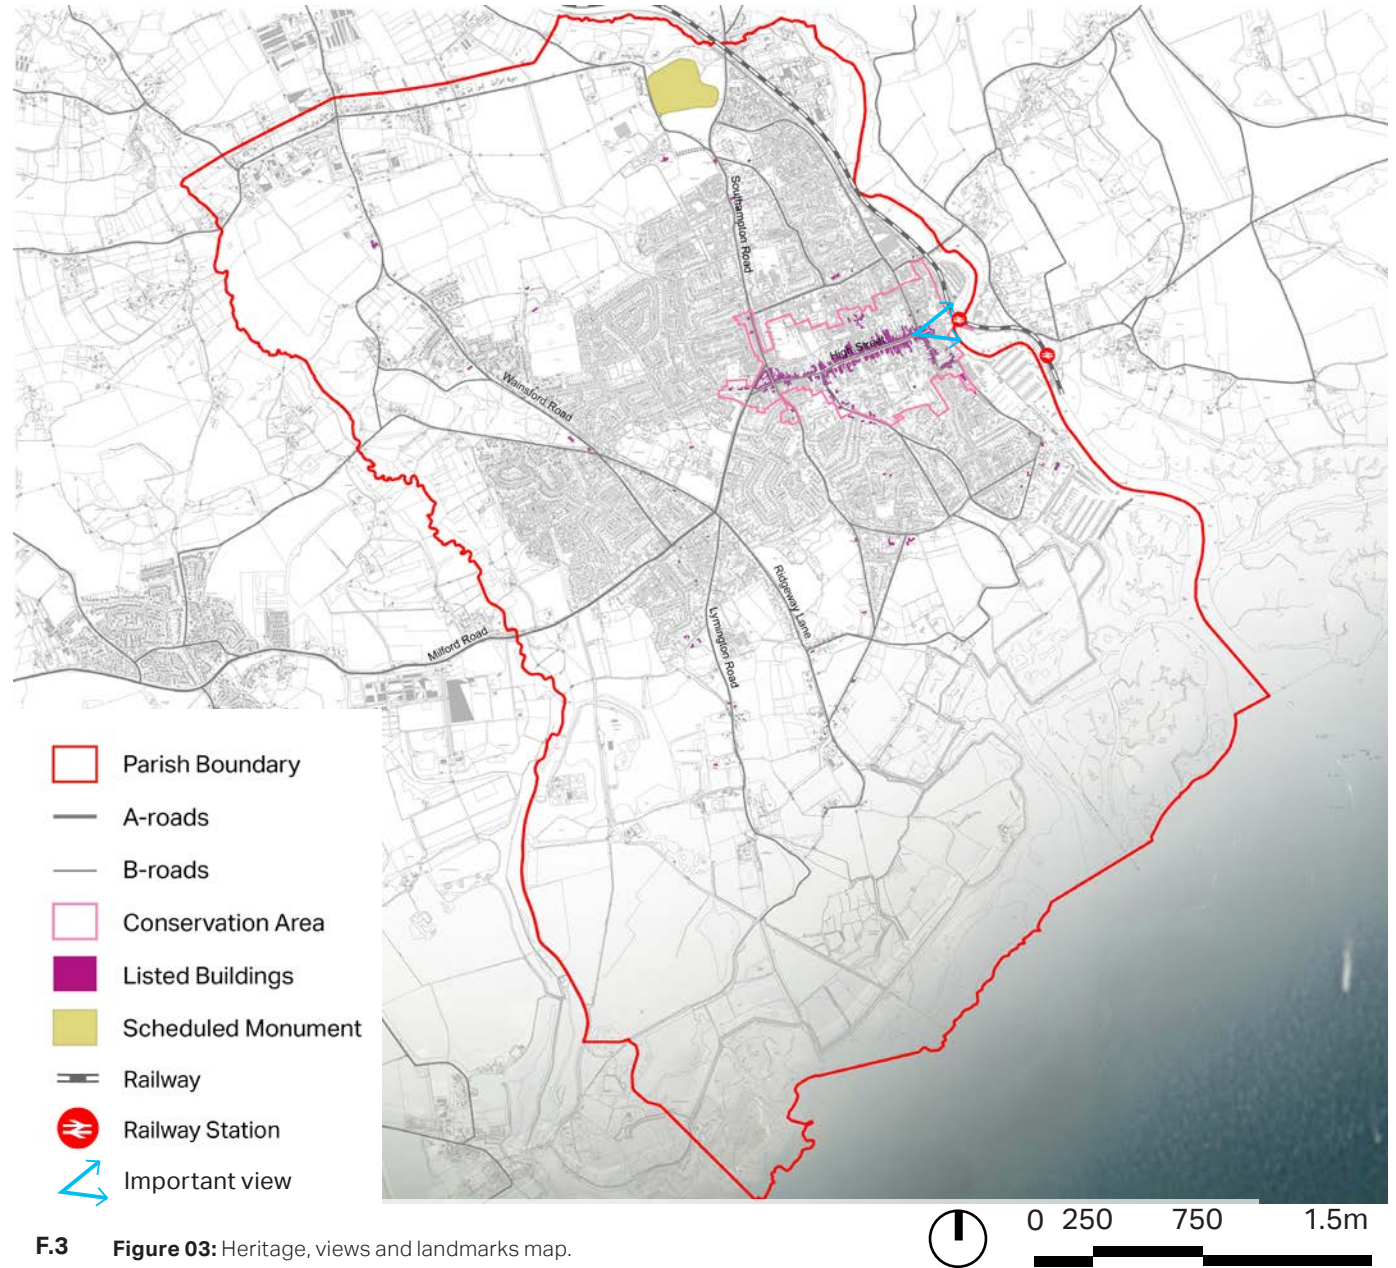 Southampton Road
High Street
Wainsford Road
Ridgeway Lane
Lymington Road
Milford Road
Parish Boundary
A-roads
B-roads
Conservation Area
Listed Buildings
Scheduled Monument
Railway
Railway Station
Important view
F.3 Figure 03: Heritage, views and landmarks map.
0 250 750 1.5m